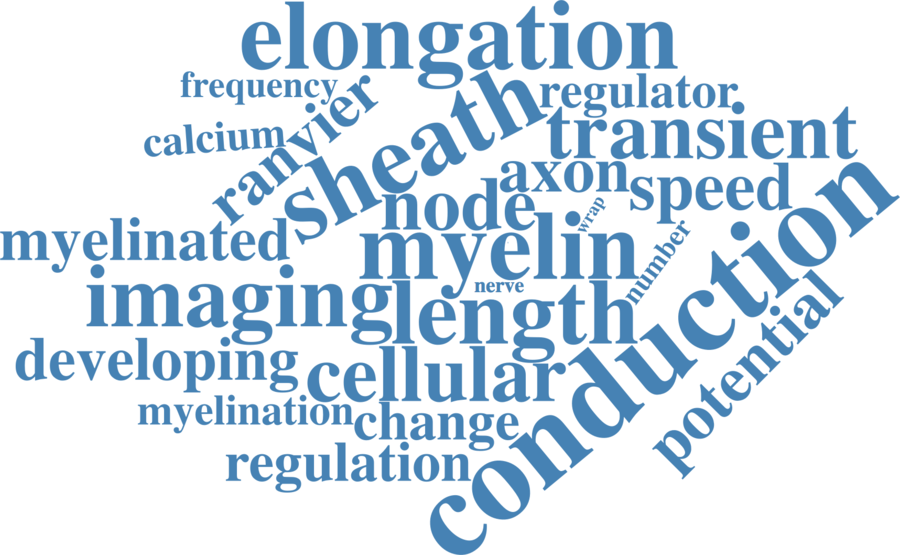 elongation
frequency
regulator
ranvier
calcium
sheath
transient
axon
speed
node
wrap
myelinated
myelin
number
nerve
imaging
length
conduction
potential
developing
cellular
myelination
change
regulation